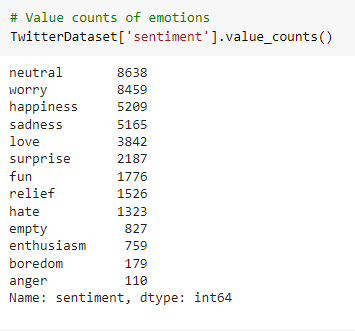 # Value counts of emotions
TwitterDataset['sentiment'].value_counts()
neutral 8638
worry 8459
happiness 5209
sadness 5165
love 3842
surprise 2187
fun 1776
relief 1526
hate 1323
empty 827
enthusiasm 759
boredom 179
anger 110
Name: sentiment, dtype: int64